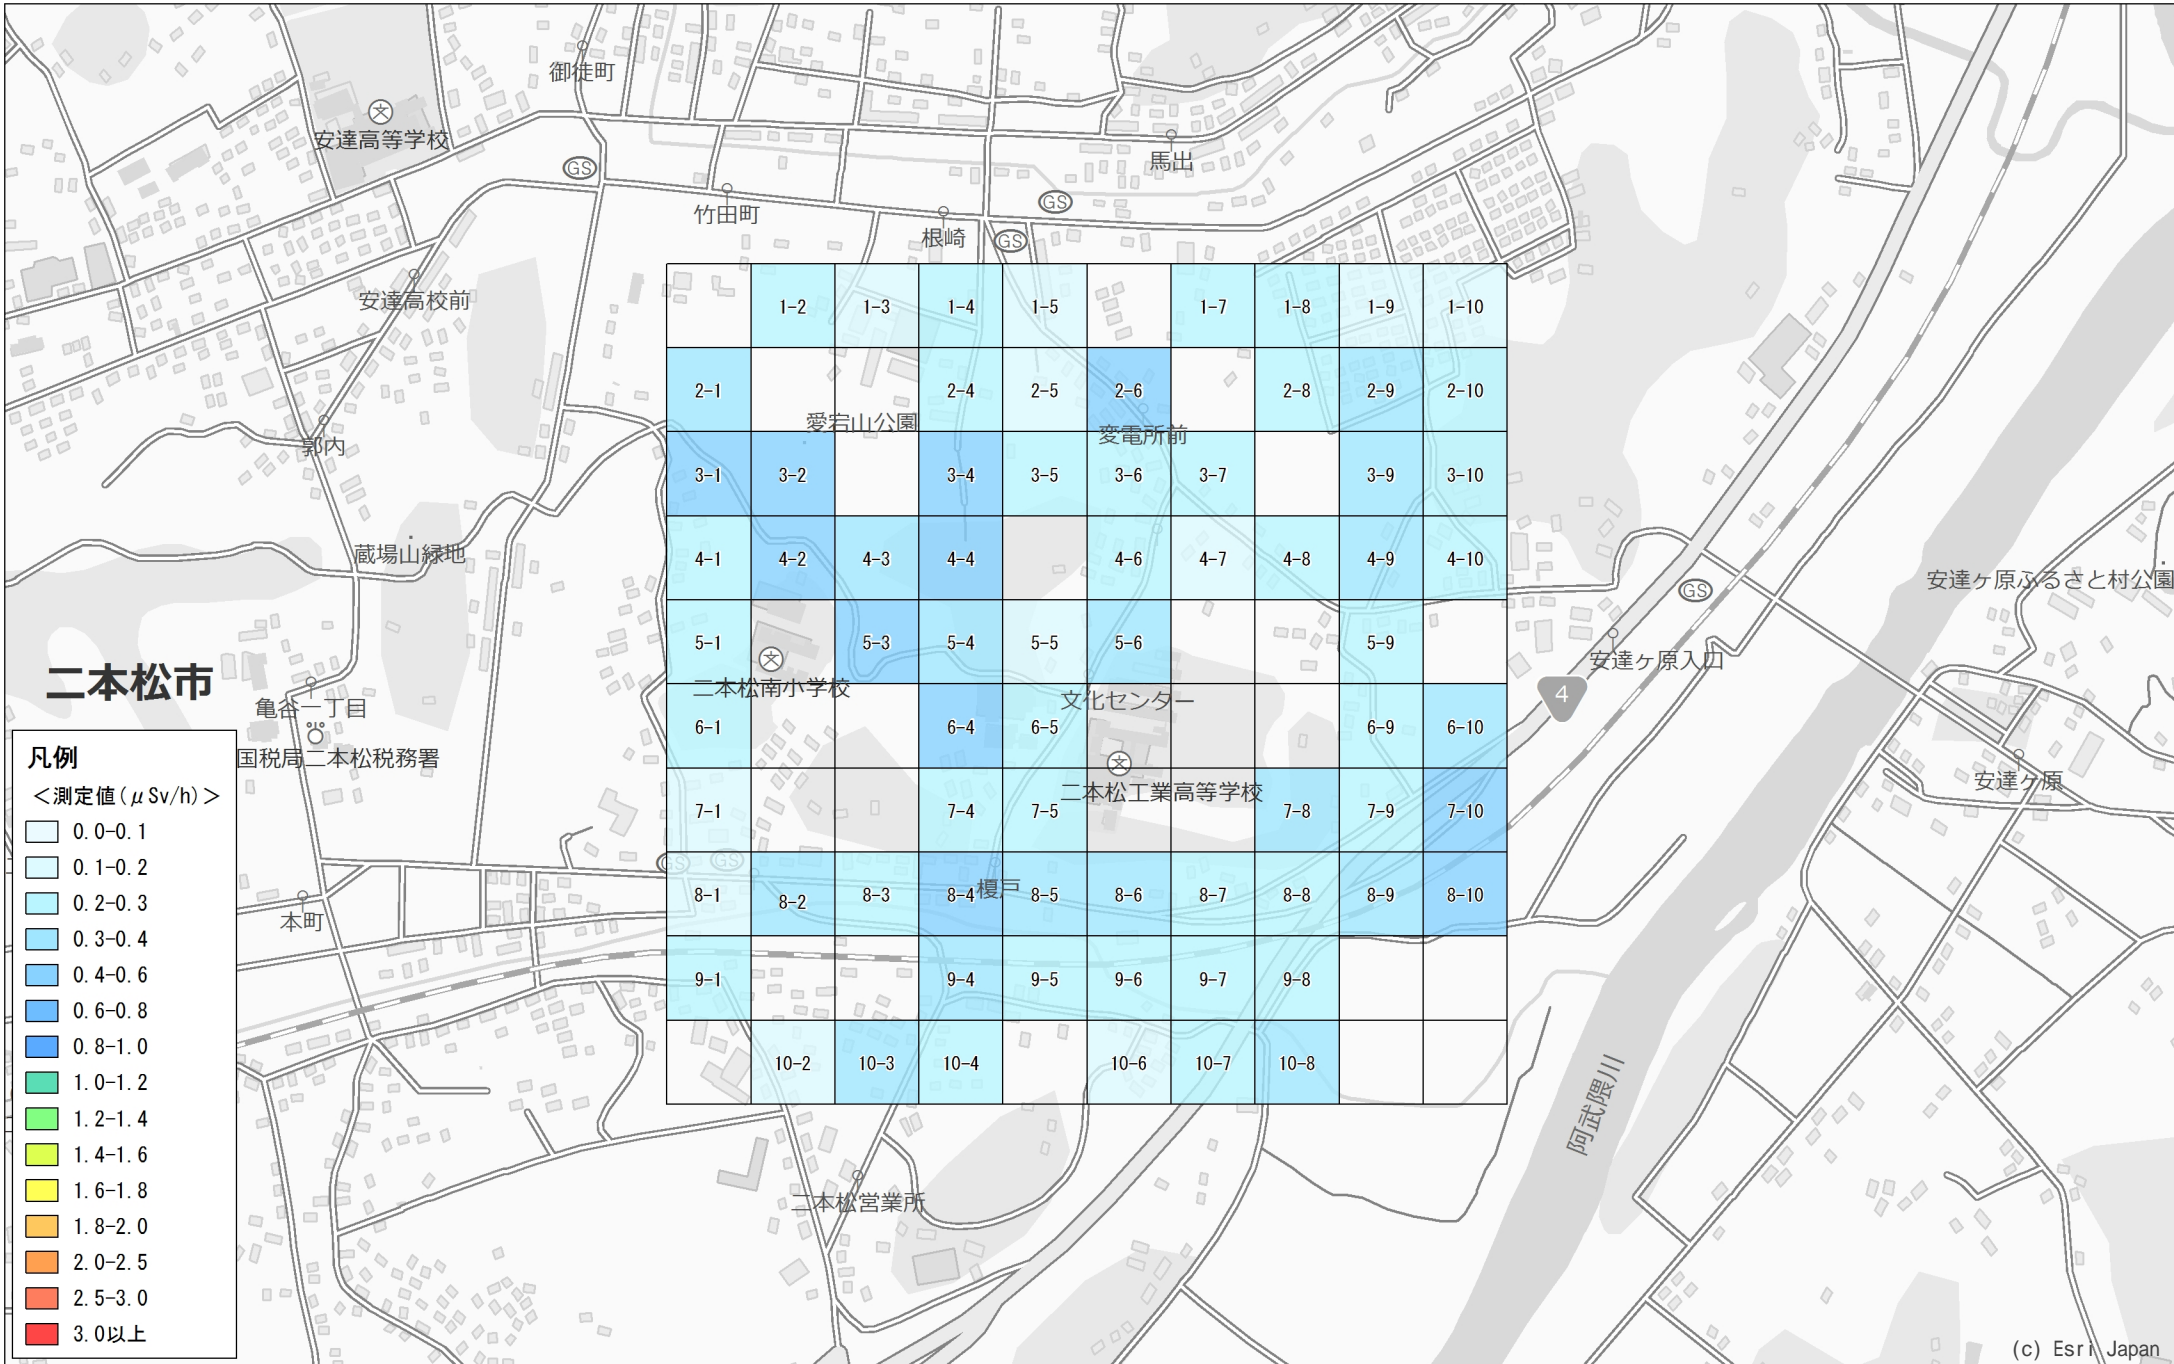 御徒町
安達高等学校
GS
馬出
竹田町
GS
根崎
GS
安達高校前
1-2 1-3 1-4 1-5 1-7 1-8 1-9 1-10
2-1 2-4 2-5 2-6 2-8 2-9 2-10
愛宕山公園
変電所前
郭内
3-1 3-2 3-4 3-5 3-6 3-7 3-9 3-10
蔵場山緑地
4-1 4-2 4-3 4-4 4-6 4-7 4-8 4-9 4-10
安達ヶ原ふるさと村公園
GS
5-1 5-3 5-4 5-5 5-6 5-9
安達ヶ原入口
二本松市
文
二本松南小学校
4
文化センター
亀谷一丁目
6-1 6-4 6-5 6-9 6-10
国税局二本松税務署
文
二本松工業高等学校
安達ヶ原
7-1 7-4 7-5 7-8 7-9 7-10
GS GS
榎戸
8-1 8-2 8-3 8-4 8-5 8-6 8-7 8-8 8-9 8-10
本町
9-1 9-4 9-5 9-6 9-7 9-8
10-2 10-3 10-4 10-6 10-7 10-8
阿武隈川
二本松営業所
凡例
<測定値(μSv/h)>
0.0-0.1
0.1-0.2
0.2-0.3
0.3-0.4
0.4-0.6
0.6-0.8
0.8-1.0
1.0-1.2
1.2-1.4
1.4-1.6
1.6-1.8
1.8-2.0
2.0-2.5
2.5-3.0
3.0以上
(c) Esri Japan